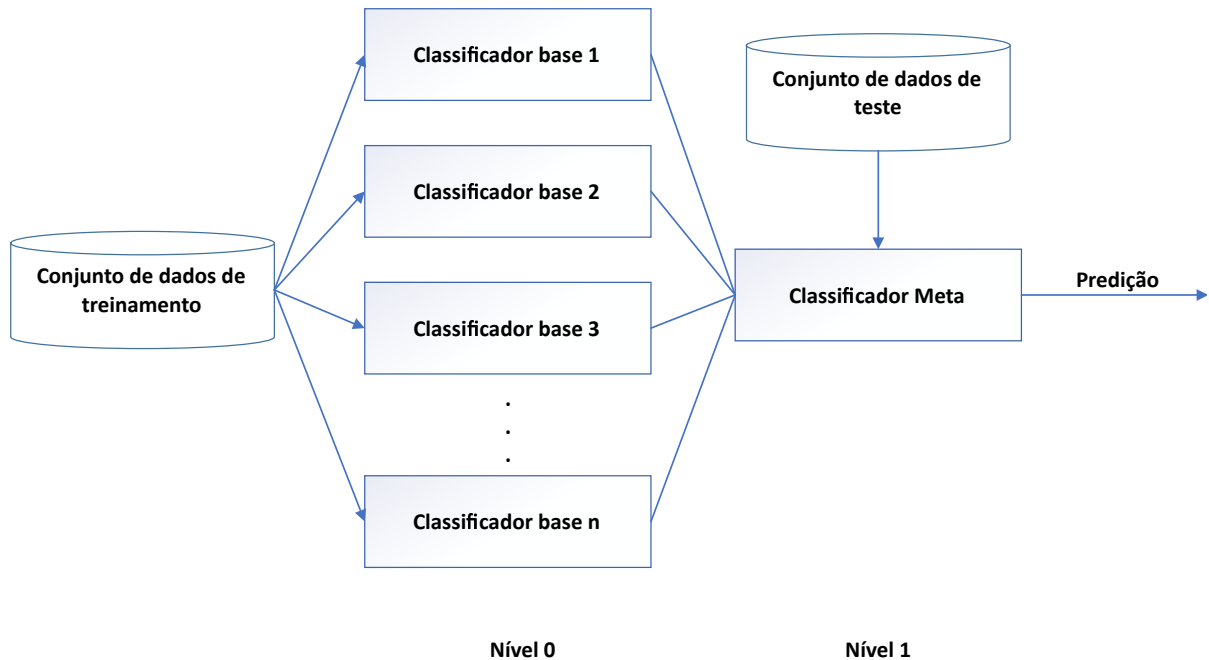 Classificador base 1
Conjunto de dados de
teste
Classificador base 2
Conjunto de dados de
treinamento
Classificador base 3
Classificador Meta
Predição
.
.
.
Classificador base n
Nível 0
Nível 1